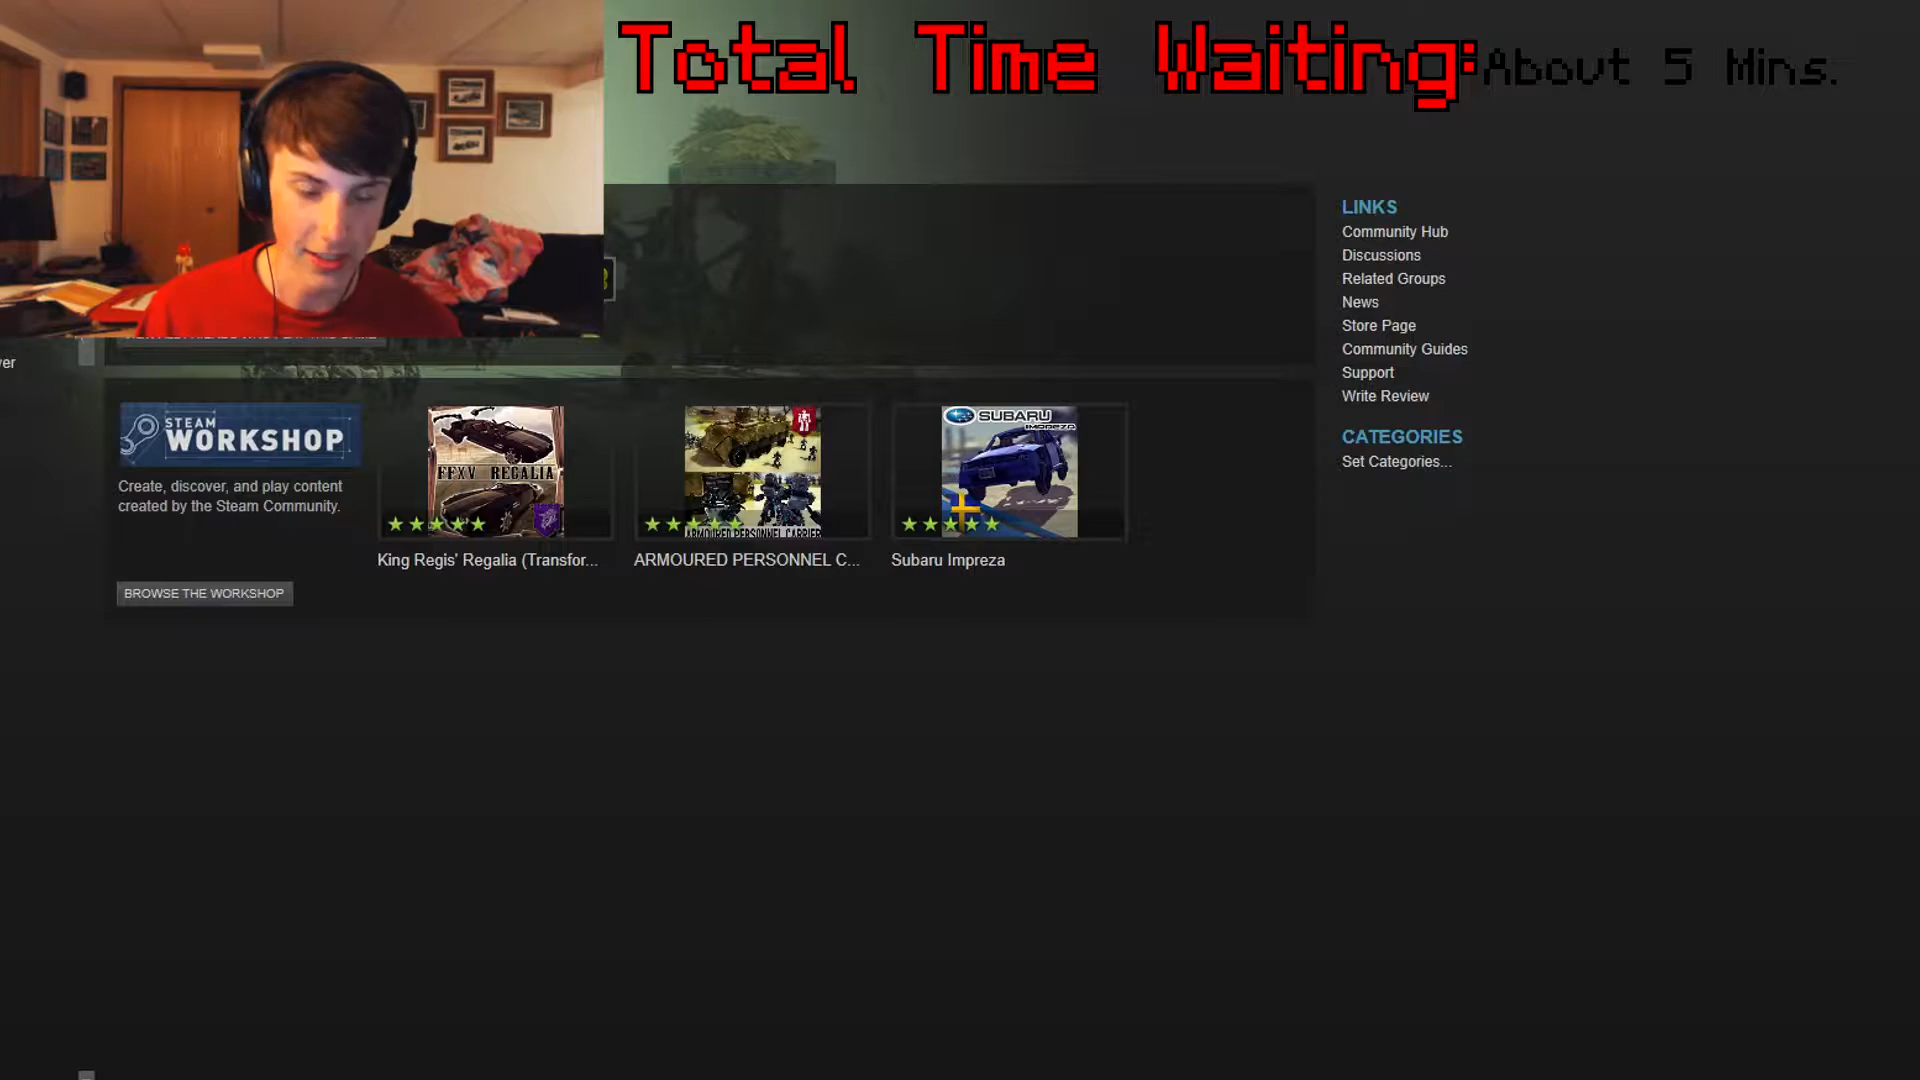 Total Time Waiting: About 5 Mins.
LINKS
Community Hub
Discussions
Related Groups
News
Store Page
Community Guides
Support
Write Review
CATEGORIES
Set Categories...
STEAM
WORKSHOP
Create, discover, and play content
created by the Steam Community.
BROWSE THE WORKSHOP
FFXV REGALIA
King Regis' Regalia (Transfor...
ARMOURED PERSONNEL CARRIER
ARMOURED PERSONNEL C...
SUBARU
IMPREZA
Subaru Impreza